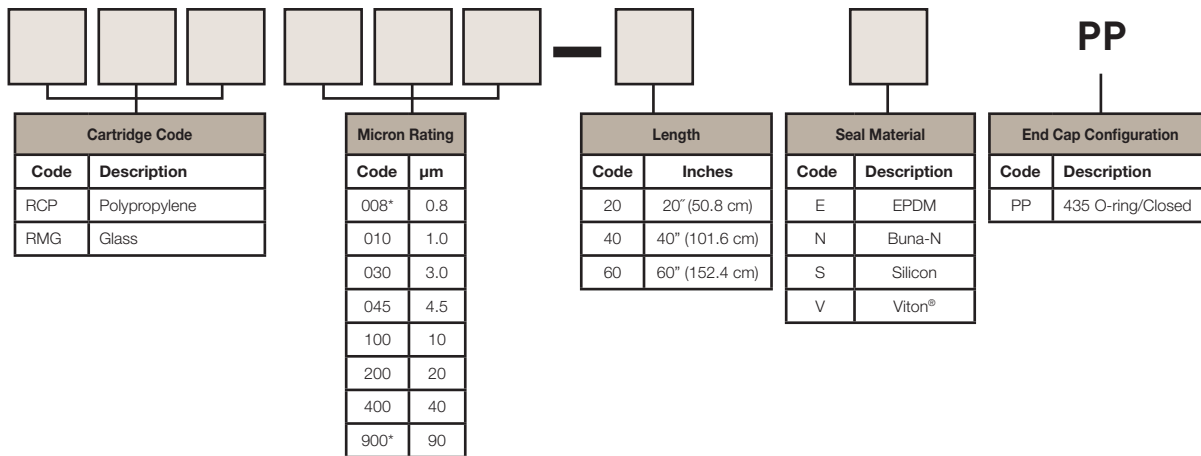 PP
Cartridge Code
Code Description
RCP Polypropylene
RMG Glass
Micron Rating
Code µm
008* 0.8
010 1.0
030 3.0
045 4.5
100 10
200 20
400 40
900* 90
Length
Code Inches
20 20˝ (50.8 cm)
40 40” (101.6 cm)
60 60” (152.4 cm)
Seal Material
Code Description
E EPDM
N Buna-N
S Silicon
V Viton®
End Cap Configuration
Code Description
PP 435 O-ring/Closed